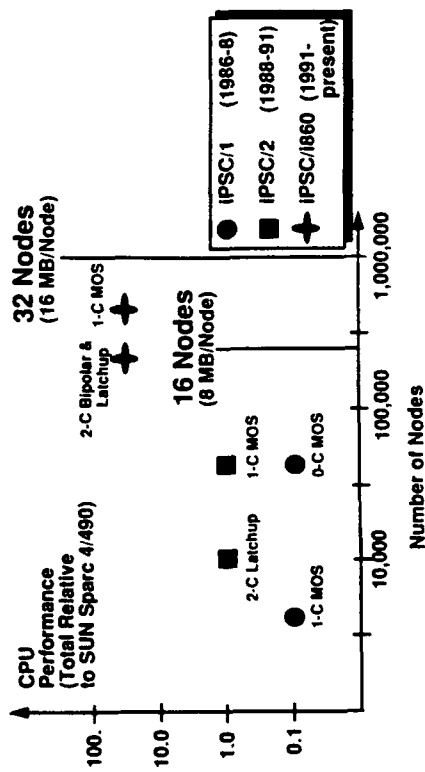 CPU
Performance
(Total Relative
to SUN Sparc 4/490)
100.
10.0
1.0
0.1
32 Nodes
(16 MB/Node)
2-C Bipolar &
Latchup
1-C MOS
16 Nodes
(8 MB/Node)
2-C Latchup
1-C MOS
1-C MOS
0-C MOS
10,000
100,000
1,000,000
Number of Nodes
iPSC/1 (1986-8)
iPSC/2 (1988-91)
iPSC/i860 (1991-
present)